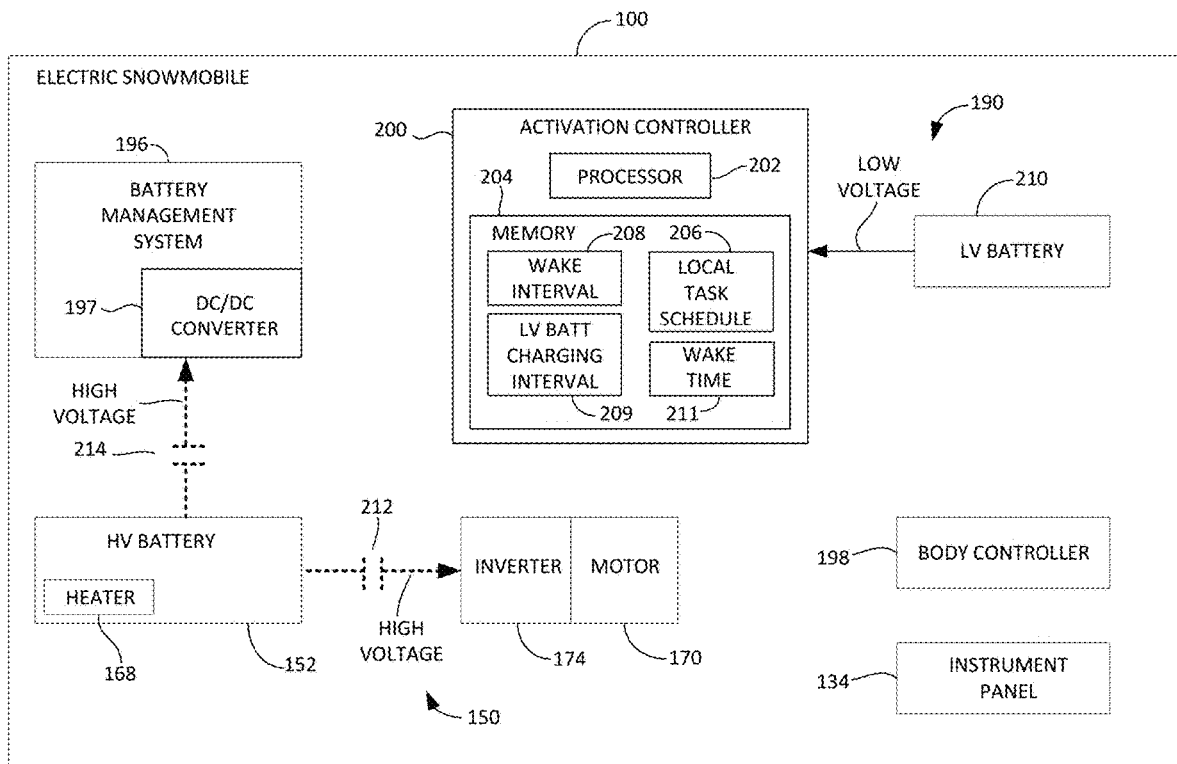 100
ELECTRIC SNOWMOBILE
196
BATTERY
MANAGEMENT
SYSTEM
197
DC/DC
CONVERTER
HIGH
VOLTAGE
214
HV BATTERY
HEATER
168
152
212
HIGH
VOLTAGE
150
INVERTER
MOTOR
174
170
200
ACTIVATION CONTROLLER
PROCESSOR
202
204
MEMORY
208
206
WAKE
INTERVAL
LOCAL
TASK
SCHEDULE
LV BATT
CHARGING
INTERVAL
WAKE
TIME
209
211
190
LOW
VOLTAGE
210
LV BATTERY
198
BODY CONTROLLER
134
INSTRUMENT
PANEL